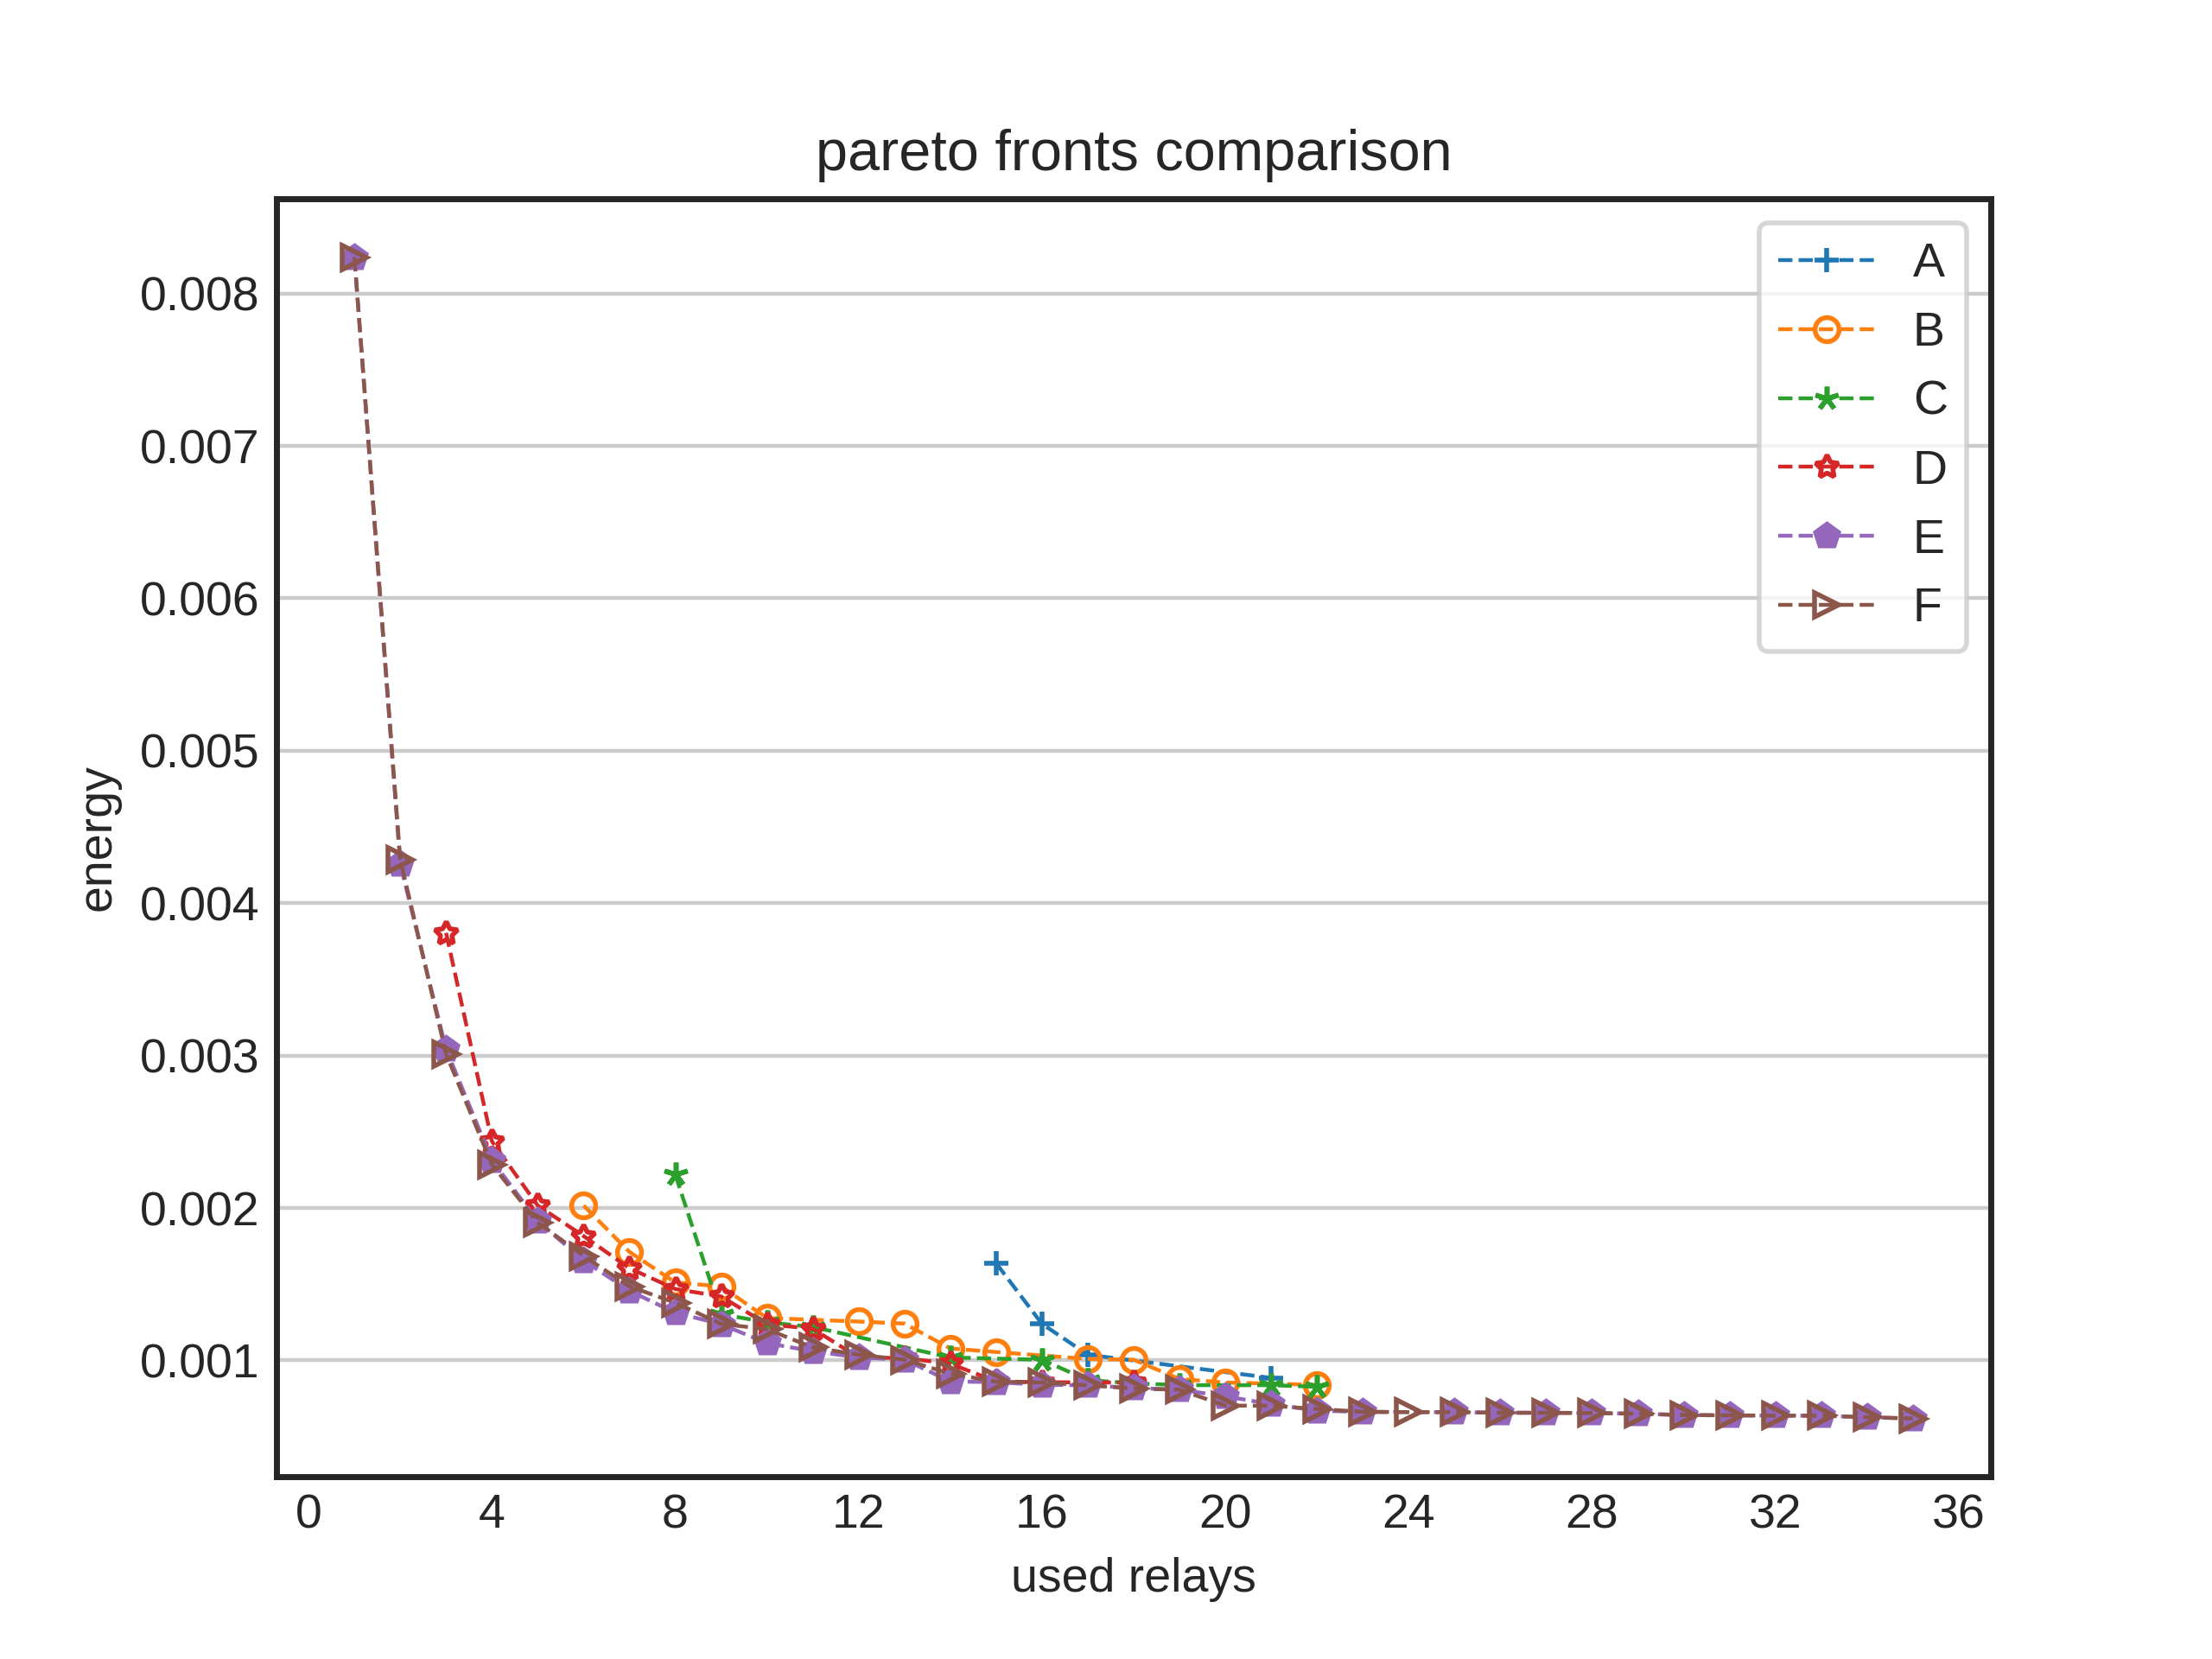 pareto fronts comparison
0.008
0.007
0.006
0.005
0.004
0.003
0.002
0.001
energy
A
B
C
D
E
F
0 4 8 12 16 20 24 28 32 36
used relays